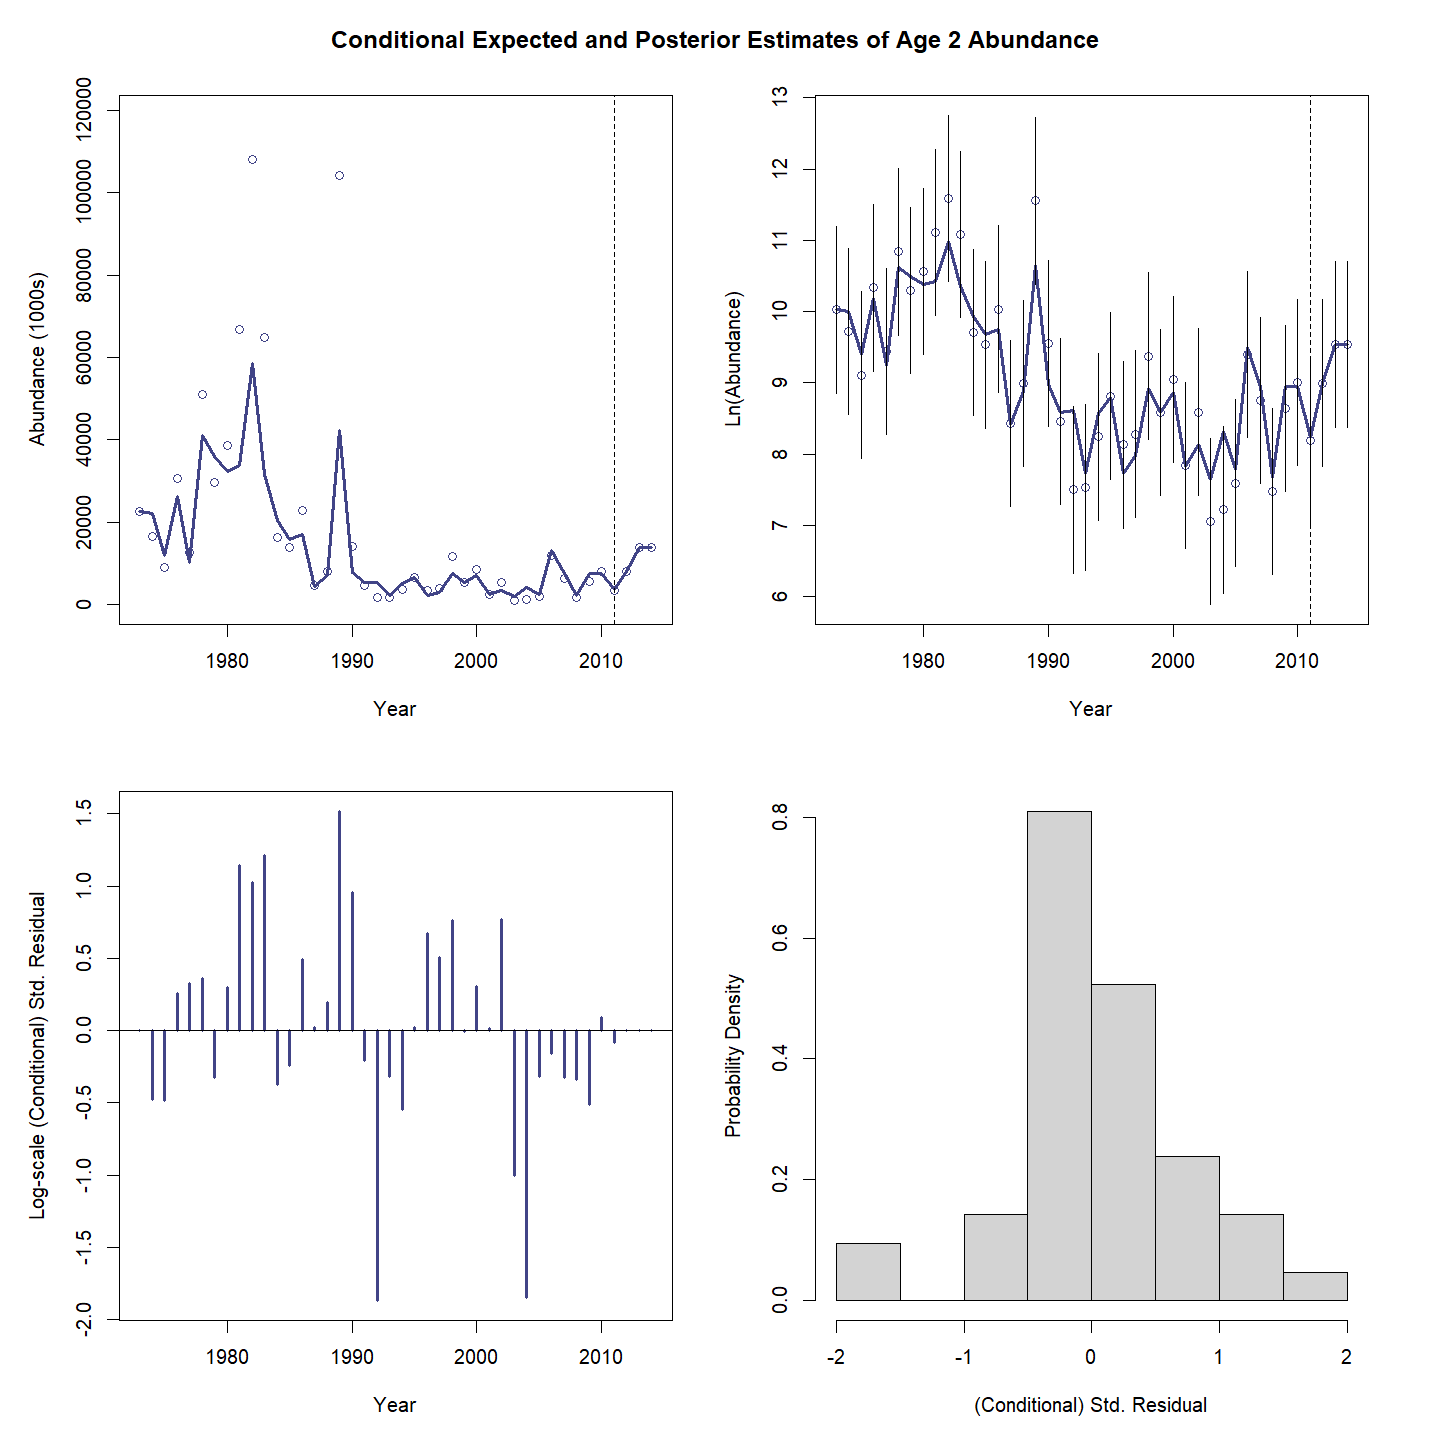 Conditional Expected and Posterior Estimates of Age 2 Abundance
Abundance (1000s)
120000
100000
80000
60000
40000
20000
0
1980 1990 2000 2010
Year
Ln(Abundance)
13
12
11
10
9
8
7
6
1980 1990 2000 2010
Year
Log-scale (Conditional) Std. Residual
1.5
1.0
0.5
0.0
-0.5
-1.0
-1.5
-2.0
1980 1990 2000 2010
Year
Probability Density
0.8
0.6
0.4
0.2
0.0
-2 -1 0 1 2
(Conditional) Std. Residual